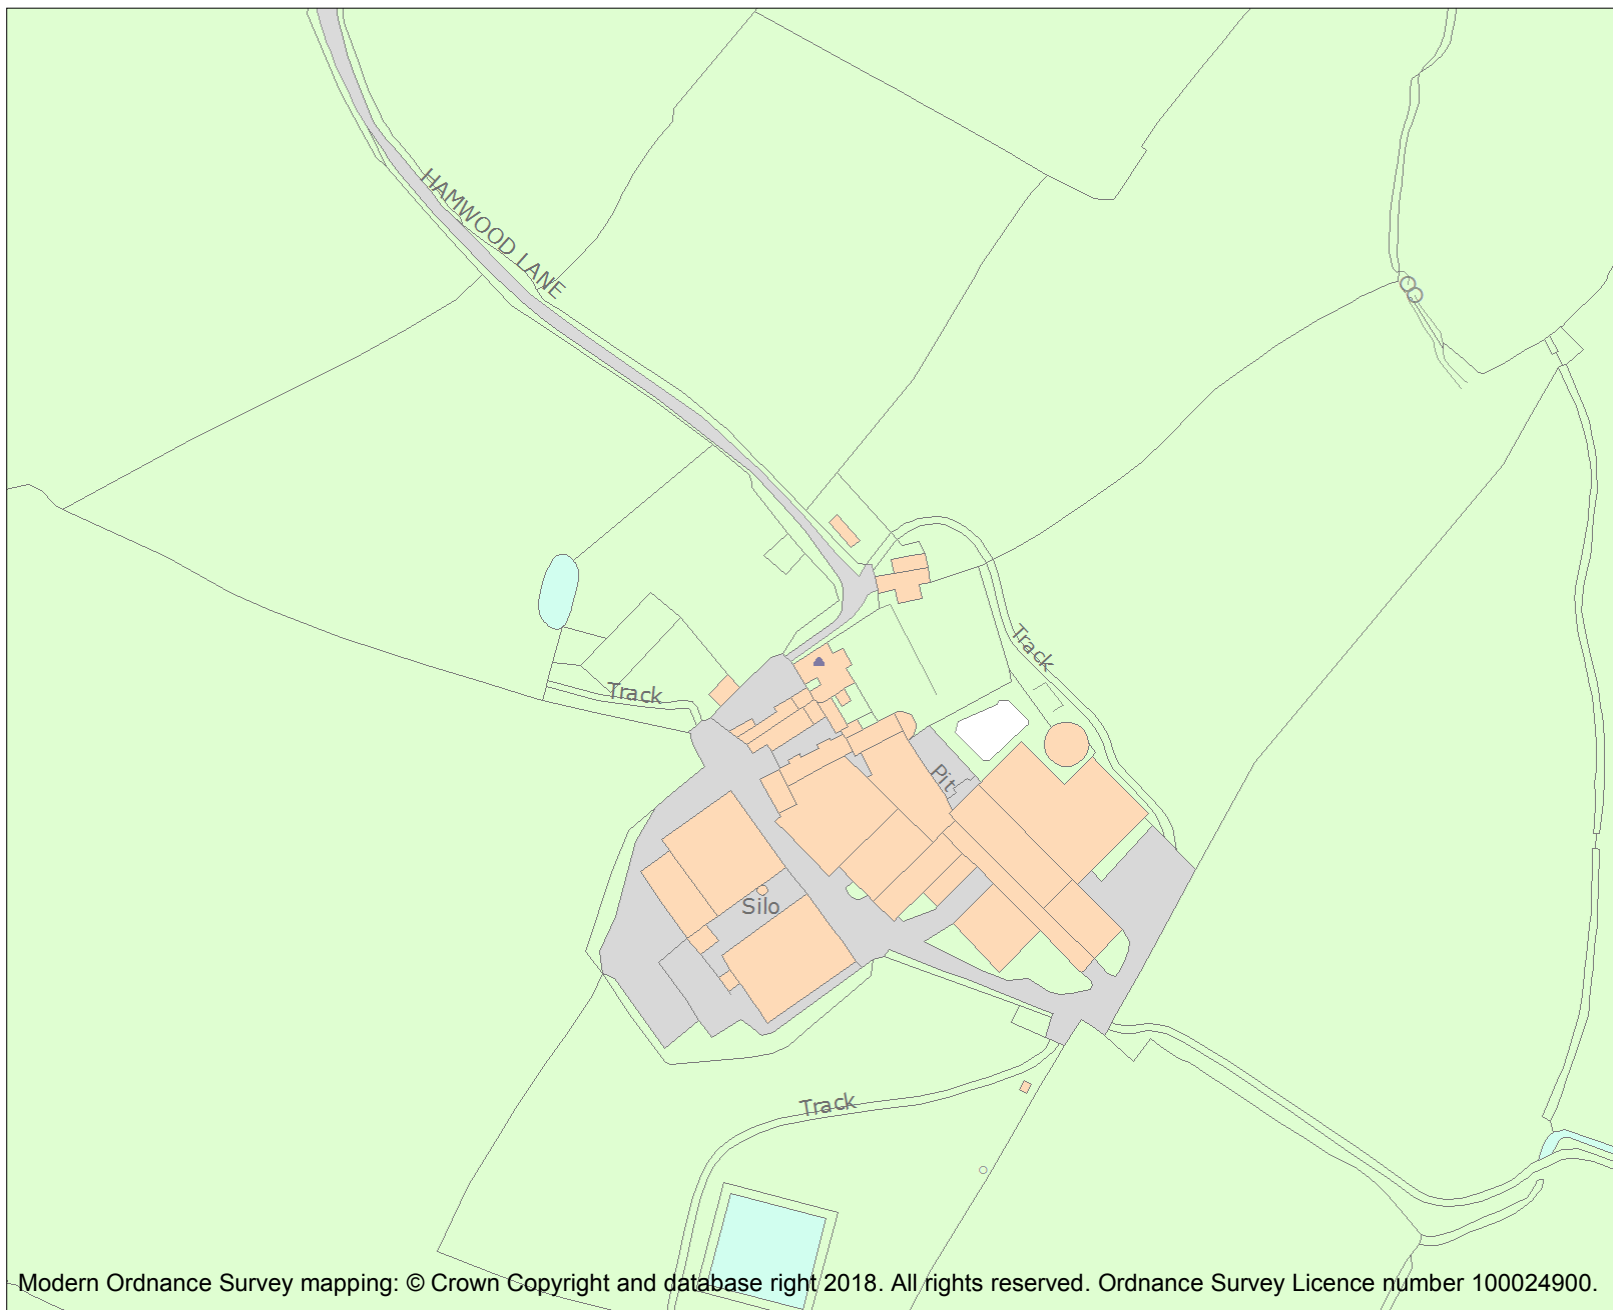 HAMWOOD LANE
Track
Track
Pit
Silo
Track
Modern Ordnance Survey mapping: © Crown Copyright and database right 2018. All rights reserved. Ordnance Survey Licence number 100024900.